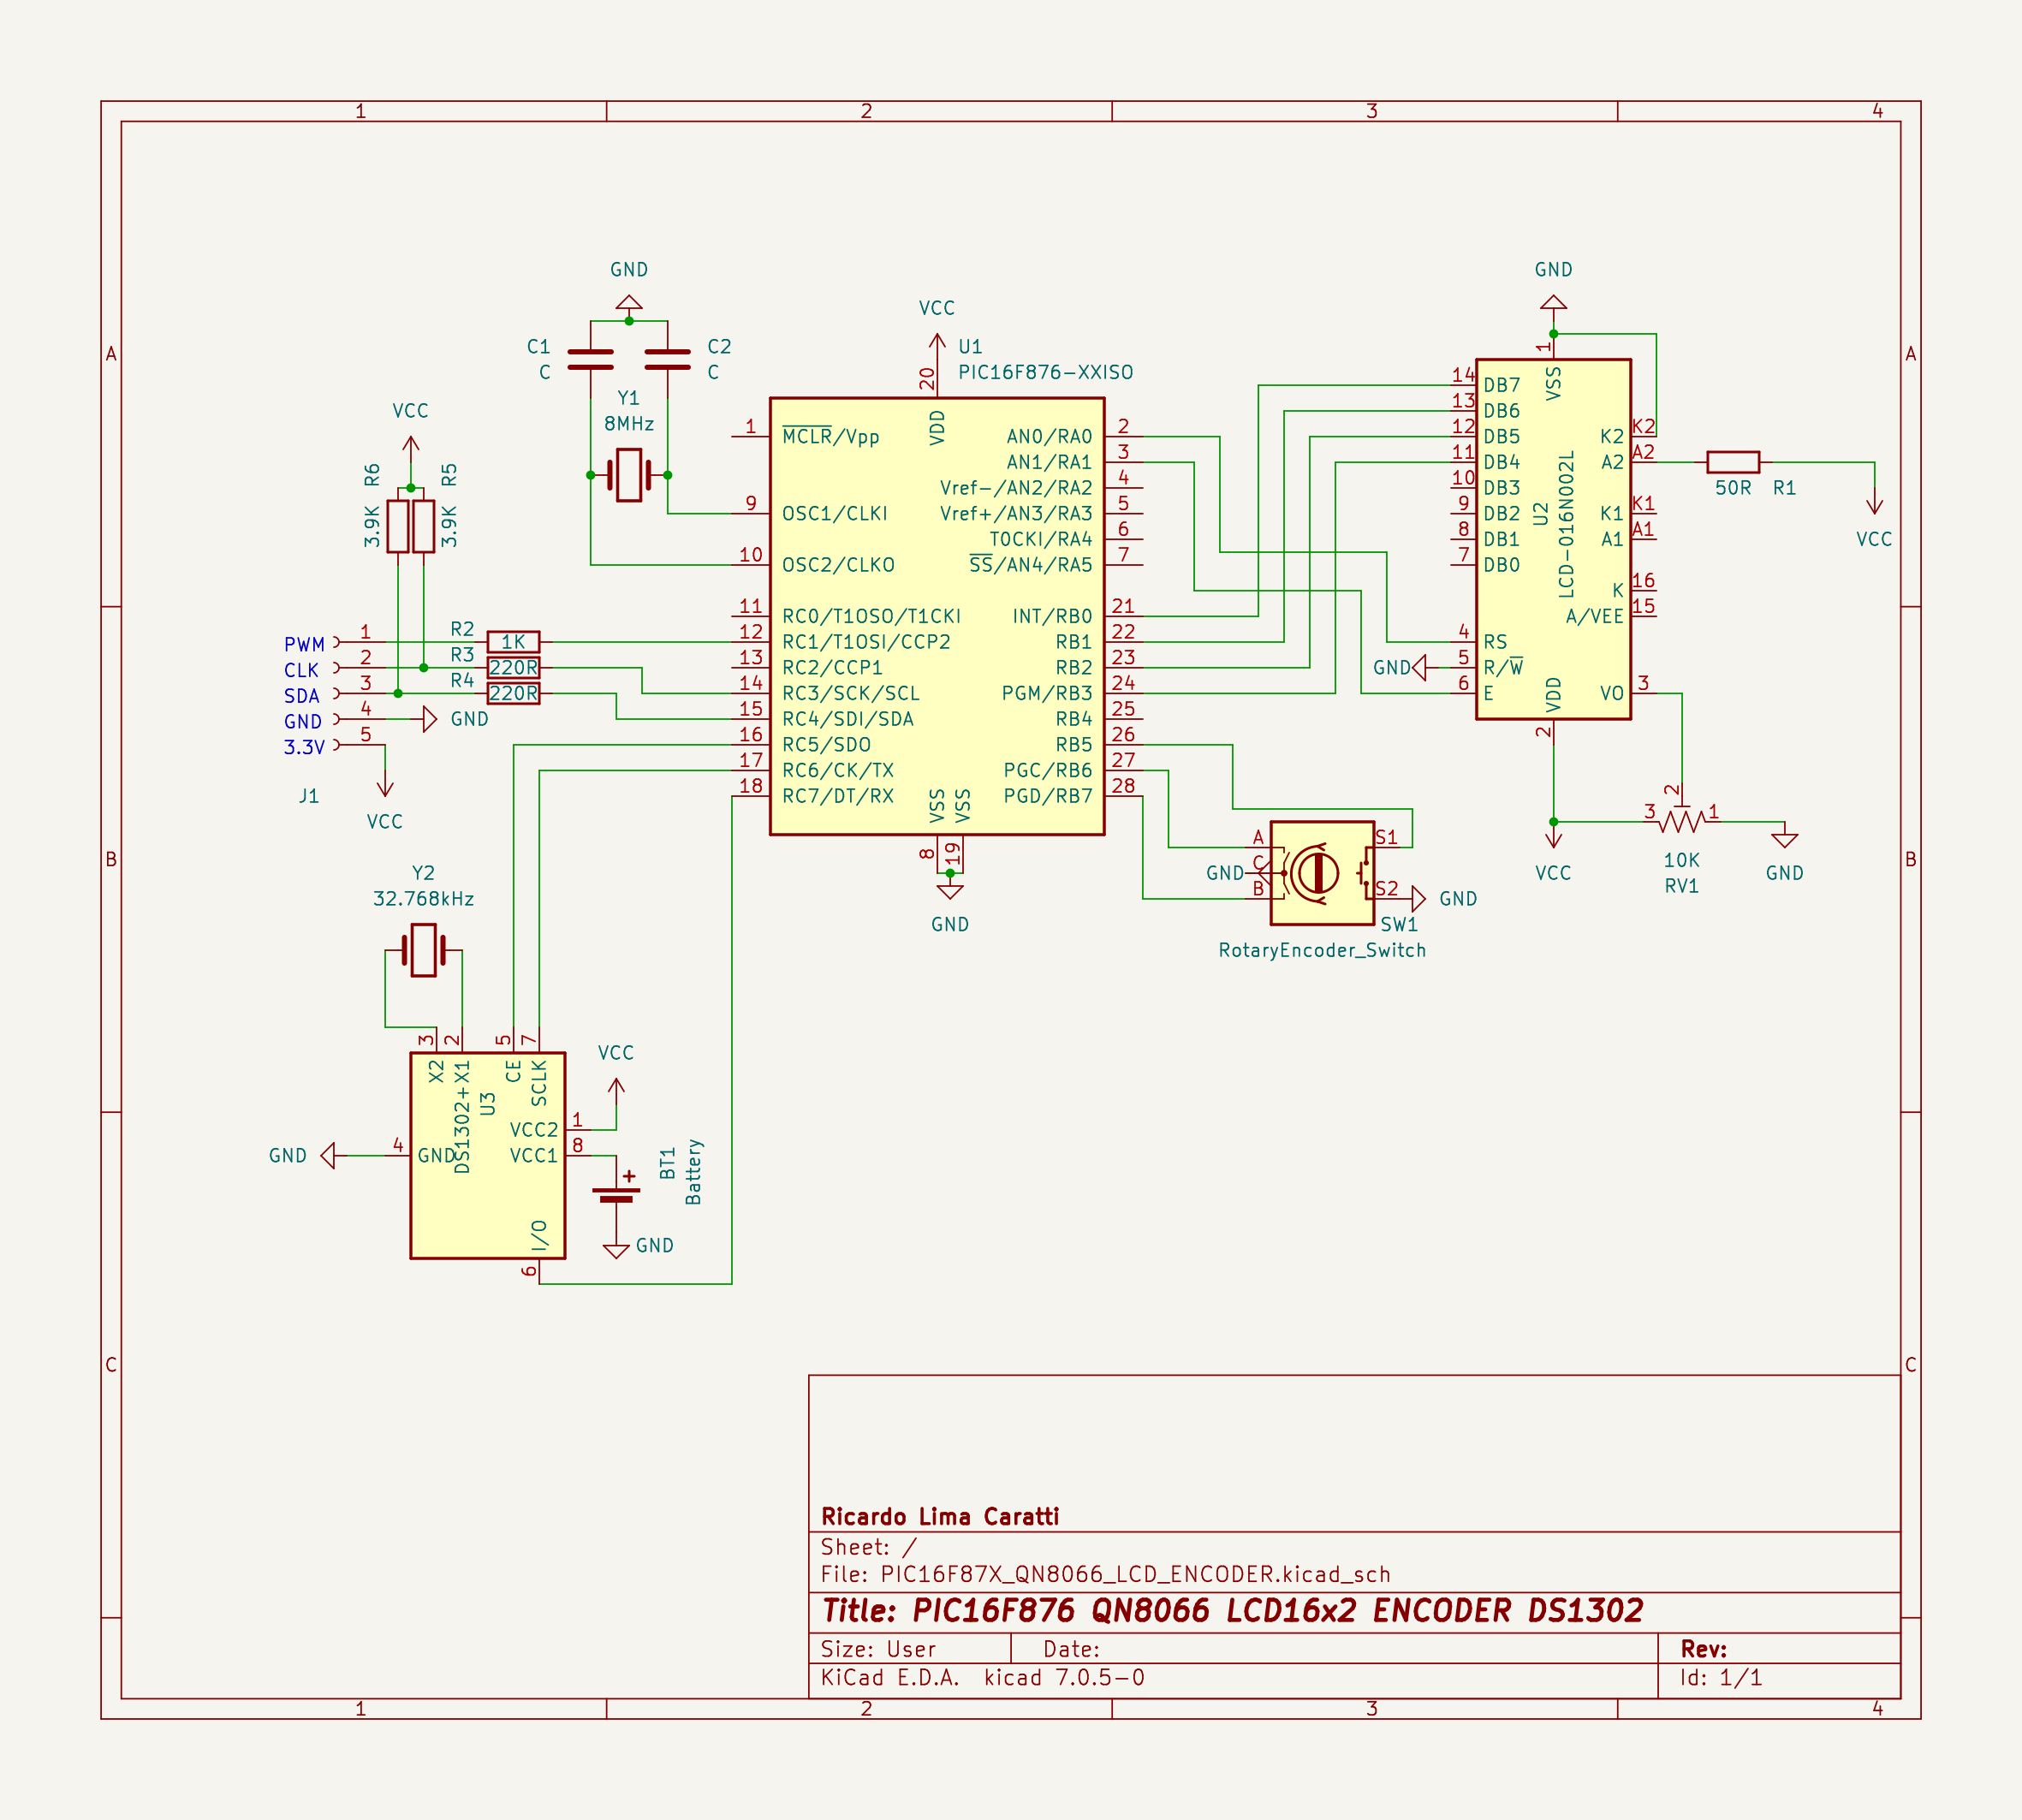 1 2 3 4
A
B
C
A
B
C
1 2 3 4
GND
C1
C
C2
C
Y1
8MHz
VCC
R6
3.9K
R5
3.9K
PWM
CLK
SDA
GND
3.3V
1
2
3
4
5
J1
R2
1K
R3
220R
R4
220R
GND
VCC
VCC
U1
PIC16F876-XXISO
20
VDD
1 MCLR/Vpp
9 OSC1/CLKI
10 OSC2/CLKO
11 RC0/T1OSO/T1CKI
12 RC1/T1OSI/CCP2
13 RC2/CCP1
14 RC3/SCK/SCL
15 RC4/SDI/SDA
16 RC5/SDO
17 RC6/CK/TX
18 RC7/DT/RX
AN0/RA0 2
AN1/RA1 3
Vref-/AN2/RA2 4
Vref+/AN3/RA3 5
T0CKI/RA4 6
SS/AN4/RA5 7
INT/RB0 21
RB1 22
RB2 23
PGM/RB3 24
RB4 25
RB5 26
PGC/RB6 27
PGD/RB7 28
VSS
VSS
8
19
GND
GND
1
VSS
14 DB7
13 DB6
12 DB5
11 DB4
10 DB3
9 DB2
8 DB1
7 DB0
4 RS
GND 5 R/W
6 E
U2
LCD-016N002L
K2 K2
A2 A2
K1 K1
A1 A1
K 16
A/VEE 15
VO 3
VDD
2
50R R1
VCC
VCC
3
2
1
10K
RV1
GND
A
GND C
B
S1
S2
GND
SW1
RotaryEncoder_Switch
Y2
32.768kHz
3
2
5
7
X2
X1
CE
SCLK
DS1302+
U3
GND 4 GND
VCC2 1
VCC1 8
I/O
6
VCC
BT1
Battery
+
GND
Ricardo Lima Caratti
Sheet: /
File: PIC16F87X_QN8066_LCD_ENCODER.kicad_sch
Title: PIC16F876 QN8066 LCD16x2 ENCODER DS1302
Size: User Date: Rev:
KiCad E.D.A. kicad 7.0.5-0 Id: 1/1